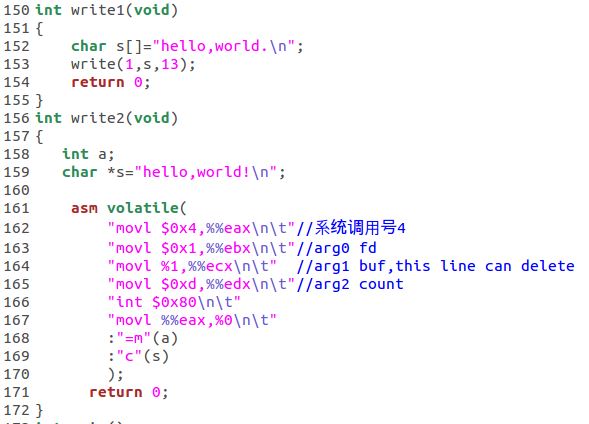 150 int write1(void)
151 {
152     char s[]="hello,world.\n";
153     write(1,s,13);
154     return 0;
155 }
156 int write2(void)
157 {
158    int a;
159    char *s="hello,world!\n";
160
161     asm volatile(
162         "movl $0x4,%%eax\n\t"//系统调用号4
163         "movl $0x1,%%ebx\n\t"//arg0 fd
164         "movl %1,%%ecx\n\t"  //arg1 buf,this line can delete
165         "movl $0xd,%%edx\n\t"//arg2 count
166         "int $0x80\n\t"
167         "movl %%eax,%0\n\t"
168         :"=m"(a)
169         :"c"(s)
170         );
171       return 0;
172 }